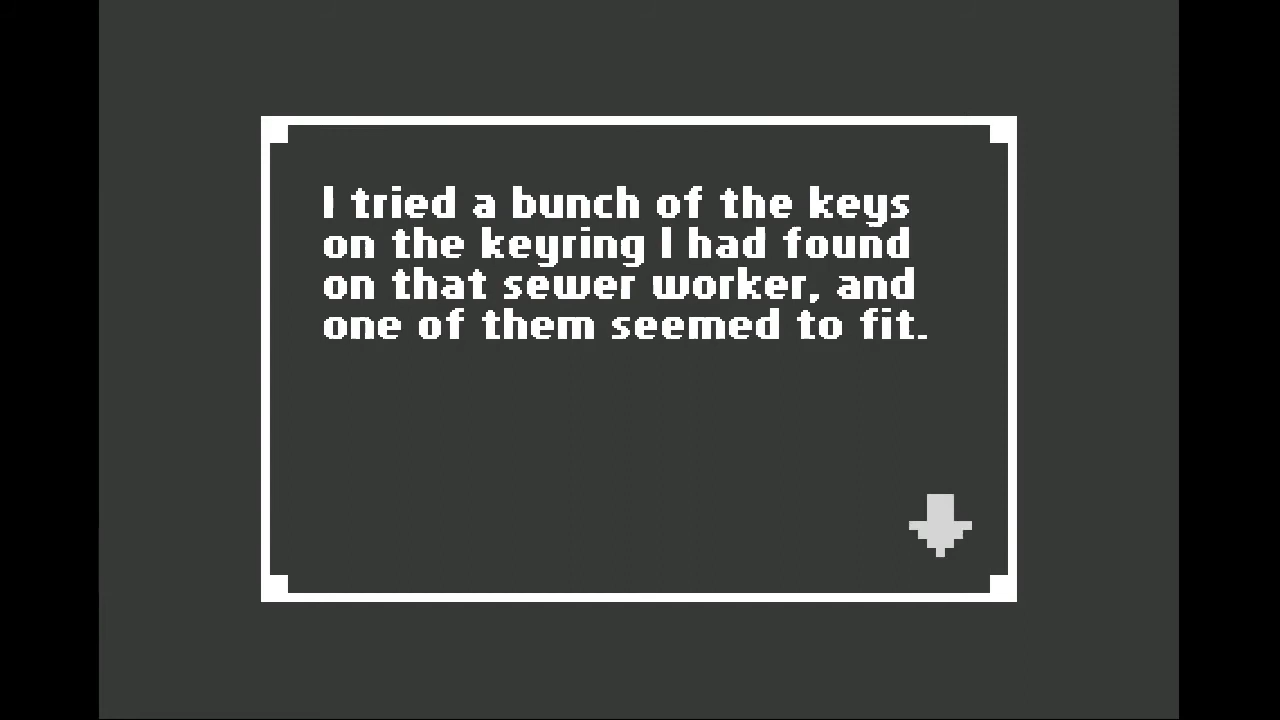 I tried a bunch of the keys
on the keyring I had found
on that sewer worker, and
one of them seemed to fit.